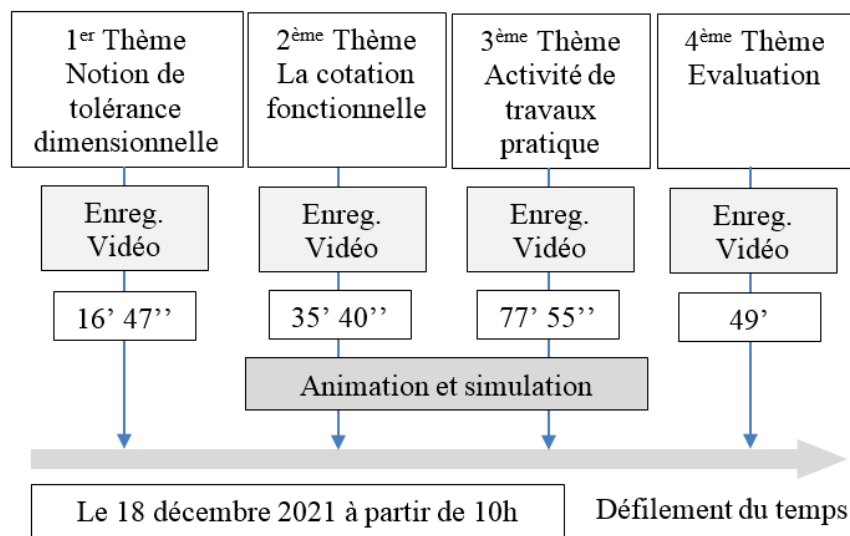 1er Thème
Notion de
tolérance
dimensionnelle
2ème Thème
La cotation
fonctionnelle
3ème Thème
Activité de
travaux
pratique
4ème Thème
Evaluation
Enreg.
Vidéo
Enreg.
Vidéo
Enreg.
Vidéo
Enreg.
Vidéo
16’ 47’’
35’ 40’’
77’ 55’’
49’
Animation et simulation
Le 18 décembre 2021 à partir de 10h
Défilement du temps